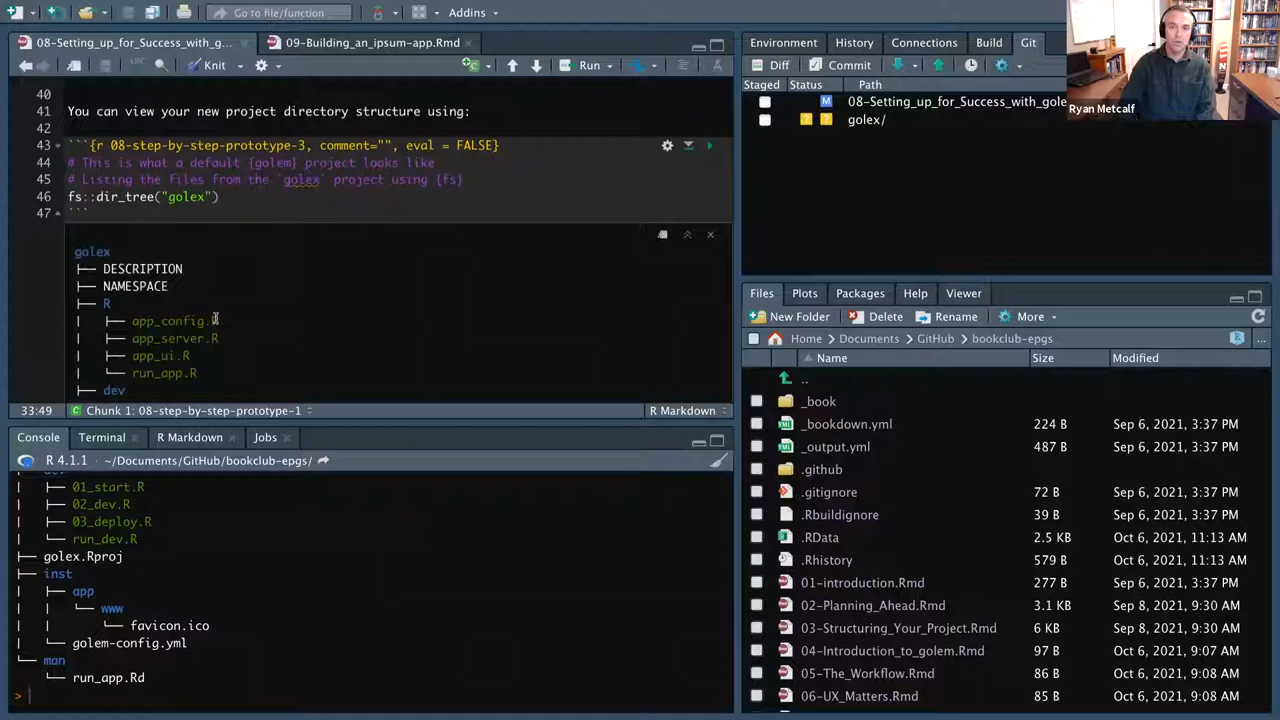 Go to file/function
Addins
08-Setting_up_for_Success_with_g...
09-Building_an_ipsum-app.Rmd
Knit
Run
40
41 You can view your new project directory structure using:
42
43 ```{r 08-step-by-step-prototype-3, comment="", eval = FALSE}
44 # This is what a default {golem} project looks like
45 # Listing the files from the `golex` project using {fs}
46 fs::dir_tree("golex")
47 ```
golex
├── DESCRIPTION
├── NAMESPACE
├── R
│   ├── app_config.R
│   ├── app_server.R
│   ├── app_ui.R
│   └── run_app.R
├── dev
33:49
Chunk 1: 08-step-by-step-prototype-1
R Markdown
Console
Terminal
R Markdown
Jobs
R 4.1.1 · ~/Documents/GitHub/bookclub-epgs/
│   ├── 01_start.R
│   ├── 02_dev.R
│   ├── 03_deploy.R
│   └── run_dev.R
├── golex.Rproj
├── inst
│   ├── app
│   │   └── www
│   │       └── favicon.ico
│   └── golem-config.yml
└── man
    └── run_app.Rd
>
Environment
History
Connections
Build
Git
Diff
Commit
Staged Status Path
M 08-Setting_up_for_Success_with_gole
? ? golex/
Ryan Metcalf
Files
Plots
Packages
Help
Viewer
New Folder
Delete
Rename
More
Home
Documents
GitHub
bookclub-epgs
...
Name Size Modified
..
_book
_bookdown.yml 224 B Sep 6, 2021, 3:37 PM
_output.yml 487 B Sep 6, 2021, 3:37 PM
.github
.gitignore 72 B Sep 6, 2021, 3:37 PM
.Rbuildignore 39 B Sep 6, 2021, 3:37 PM
.RData 2.5 KB Oct 6, 2021, 11:13 AM
.Rhistory 579 B Oct 6, 2021, 11:13 AM
01-introduction.Rmd 277 B Sep 6, 2021, 3:37 PM
02-Planning_Ahead.Rmd 3.1 KB Sep 8, 2021, 9:30 AM
03-Structuring_Your_Project.Rmd 6 KB Sep 8, 2021, 9:30 AM
04-Introduction_to_golem.Rmd 97 B Oct 6, 2021, 9:07 AM
05-The_Workflow.Rmd 86 B Oct 6, 2021, 9:08 AM
06-UX_Matters.Rmd 85 B Oct 6, 2021, 9:08 AM